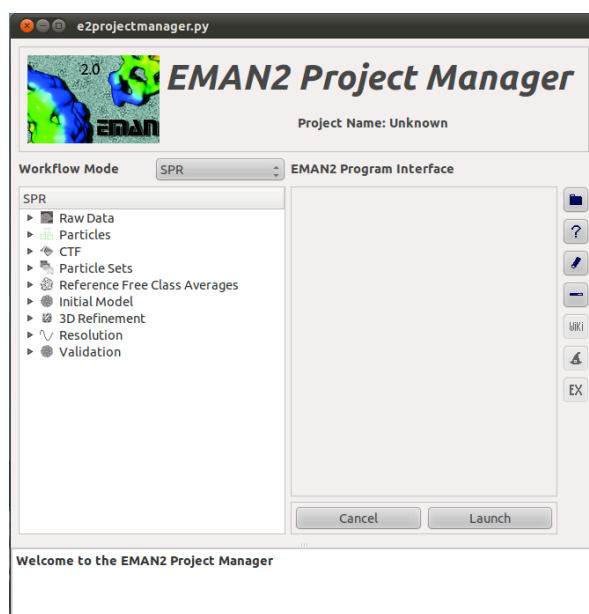 e2projectmanager.py
2.0
EMAN
EMAN2 Project Manager
Project Name: Unknown
Workflow Mode
SPR
EMAN2 Program Interface
SPR
Raw Data
Particles
CTF
Particle Sets
Reference Free Class Averages
Initial Model
3D Refinement
Resolution
Validation
?
WiKi
EX
Cancel
Launch
Welcome to the EMAN2 Project Manager